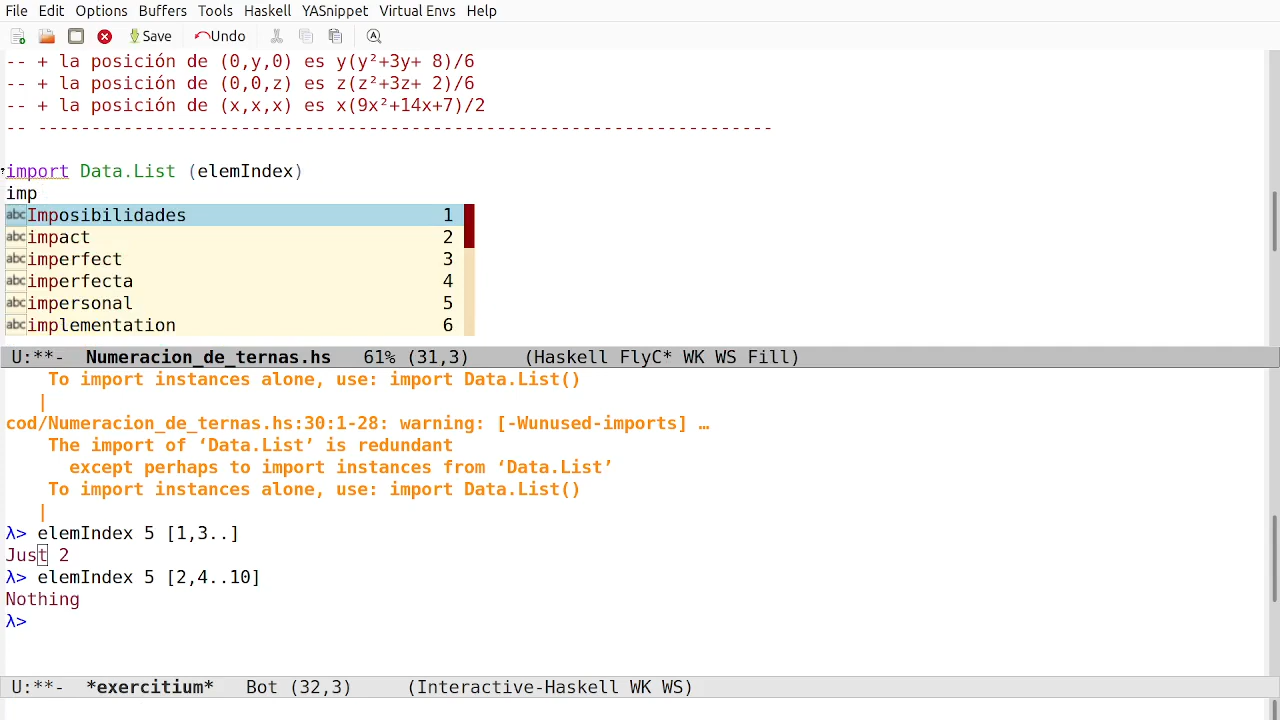 File Edit Options Buffers Tools Haskell YASnippet Virtual Envs Help
Save Undo
-- + la posición de (0,y,0) es y(y²+3y+ 8)/6
-- + la posición de (0,0,z) es z(z²+3z+ 2)/6
-- + la posición de (x,x,x) es x(9x²+14x+7)/2
-- ---------------------------------------------------------------------
import Data.List (elemIndex)
imp
abc Imposibilidades 1
abc impact 2
abc imperfect 3
abc imperfecta 4
abc impersonal 5
abc implementation 6
U:**- Numeracion_de_ternas.hs 61% (31,3) (Haskell FlyC* WK WS Fill)
To import instances alone, use: import Data.List()
|
cod/Numeracion_de_ternas.hs:30:1-28: warning: [-Wunused-imports] …
The import of ‘Data.List’ is redundant
except perhaps to import instances from ‘Data.List’
To import instances alone, use: import Data.List()
|
λ> elemIndex 5 [1,3..]
Just 2
λ> elemIndex 5 [2,4..10]
Nothing
λ>
U:**- *exercitium* Bot (32,3) (Interactive-Haskell WK WS)